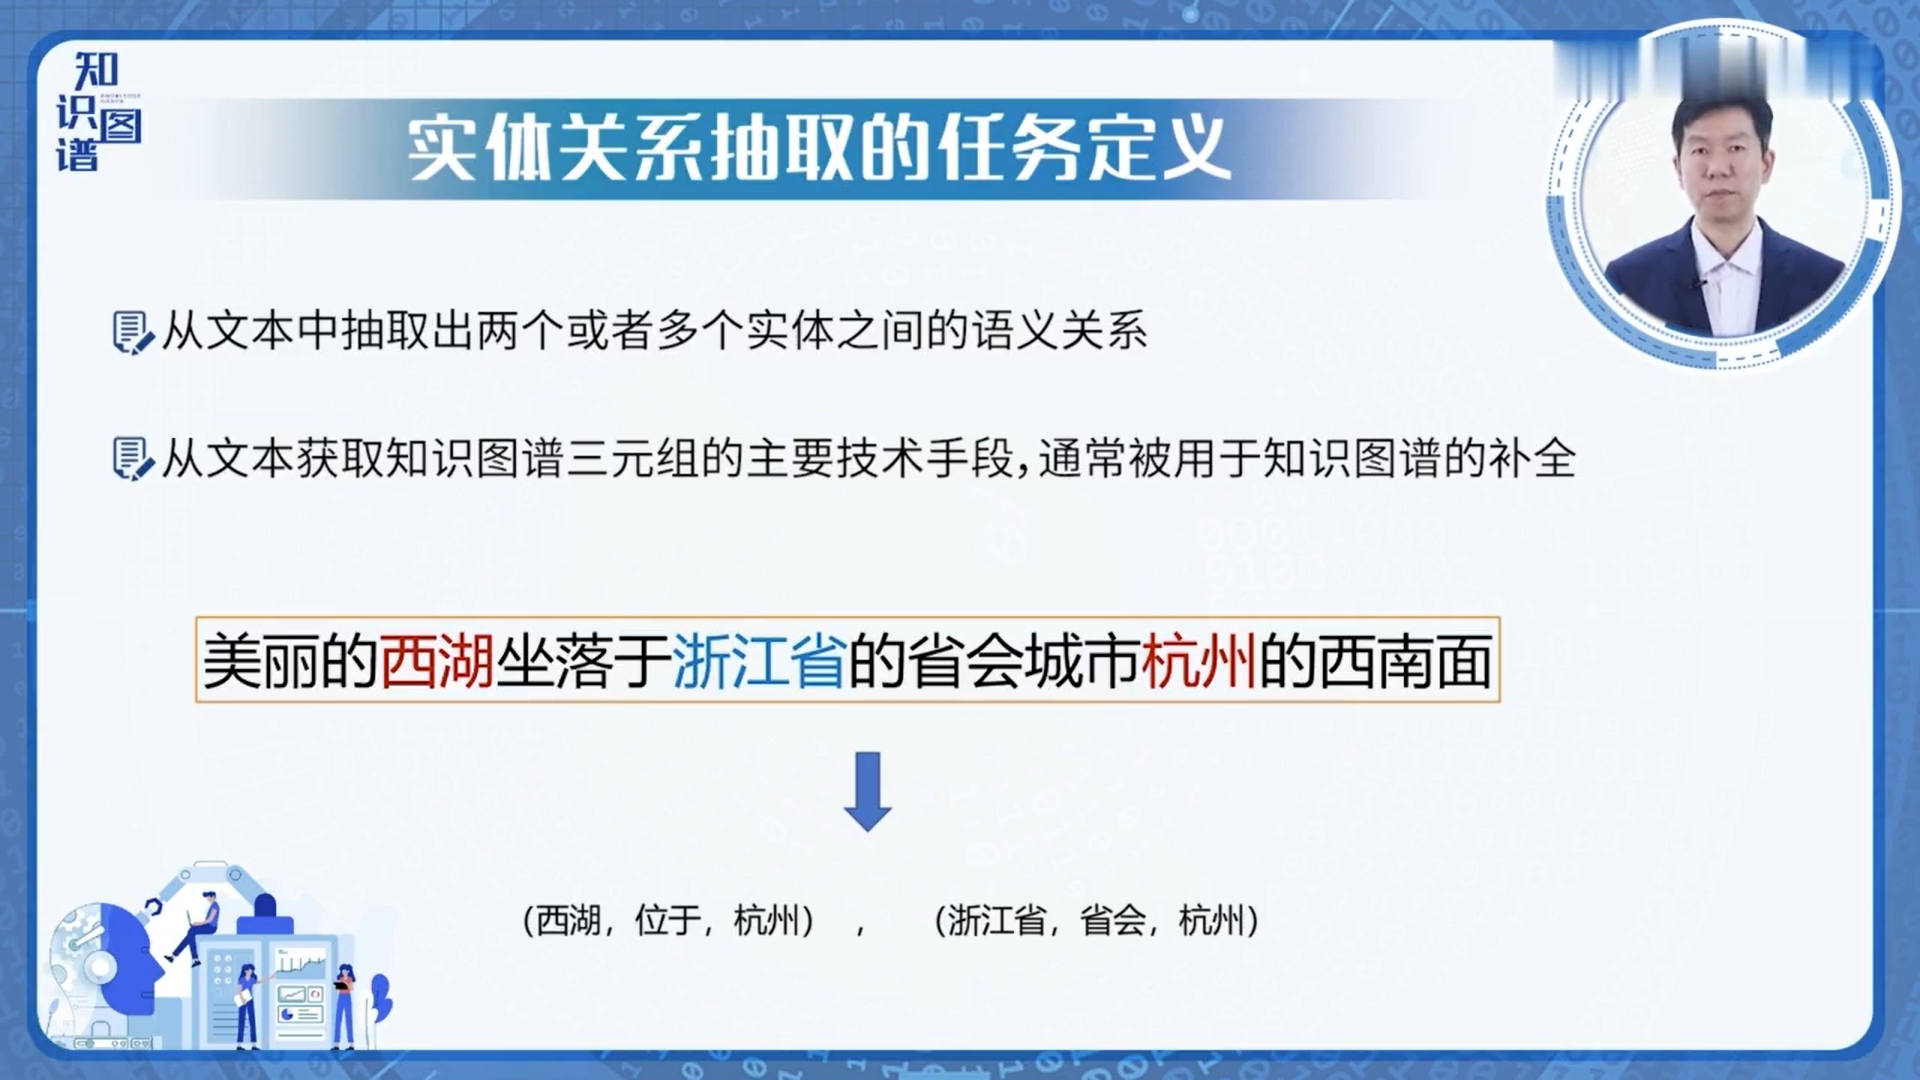 知
识图
谱
实体关系抽取的任务定义
从文本中抽取出两个或者多个实体之间的语义关系
从文本获取知识图谱三元组的主要技术手段，通常被用于知识图谱的补全
美丽的西湖坐落于浙江省的省会城市杭州的西南面
（西湖，位于，杭州） ， （浙江省，省会，杭州）